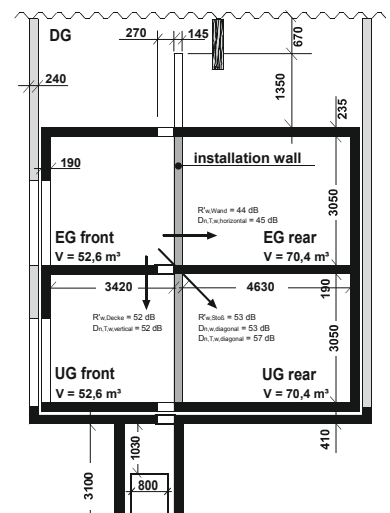 DG
270
145
670
240
1350
235
190
installation wall
R'w,Wand = 44 dB
Dn,T,w,horizontal = 45 dB
3050
EG front
V = 52,6 m³
EG rear
V = 70,4 m³
3420
4630
190
R'w,Decke = 52 dB
Dn,T,w,vertical = 52 dB
R'w,Stoß = 53 dB
Dn,w,diagonal = 53 dB
Dn,T,w,diagonal = 57 dB
3050
UG front
V = 52,6 m³
UG rear
V = 70,4 m³
1030
410
3100
800